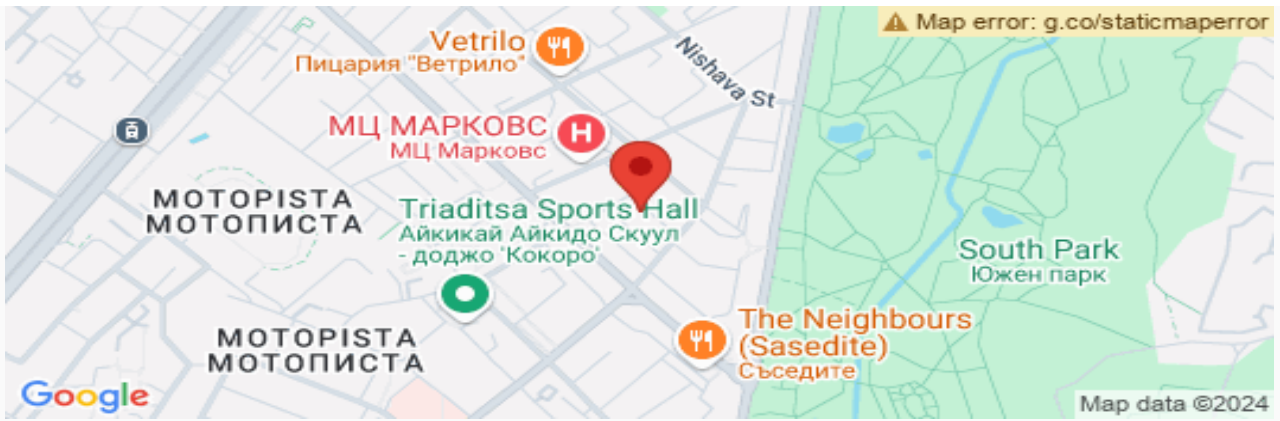 Map error: g.co/staticmaperror
Vetrilo
Пицария "Ветрило"
Nishava St
МЦ МАРКОВС
МЦ Марковс
H
MOTOPISTA
МОТОПИСТА
Triaditsa Sports Hall
Айкикай Айкидо Скуул
- доджо 'Кокоро'
South Park
Южен парк
MOTOPISTA
МОТОПИСТА
The Neighbours
(Sasedite)
Съседите
Google
Map data ©2024